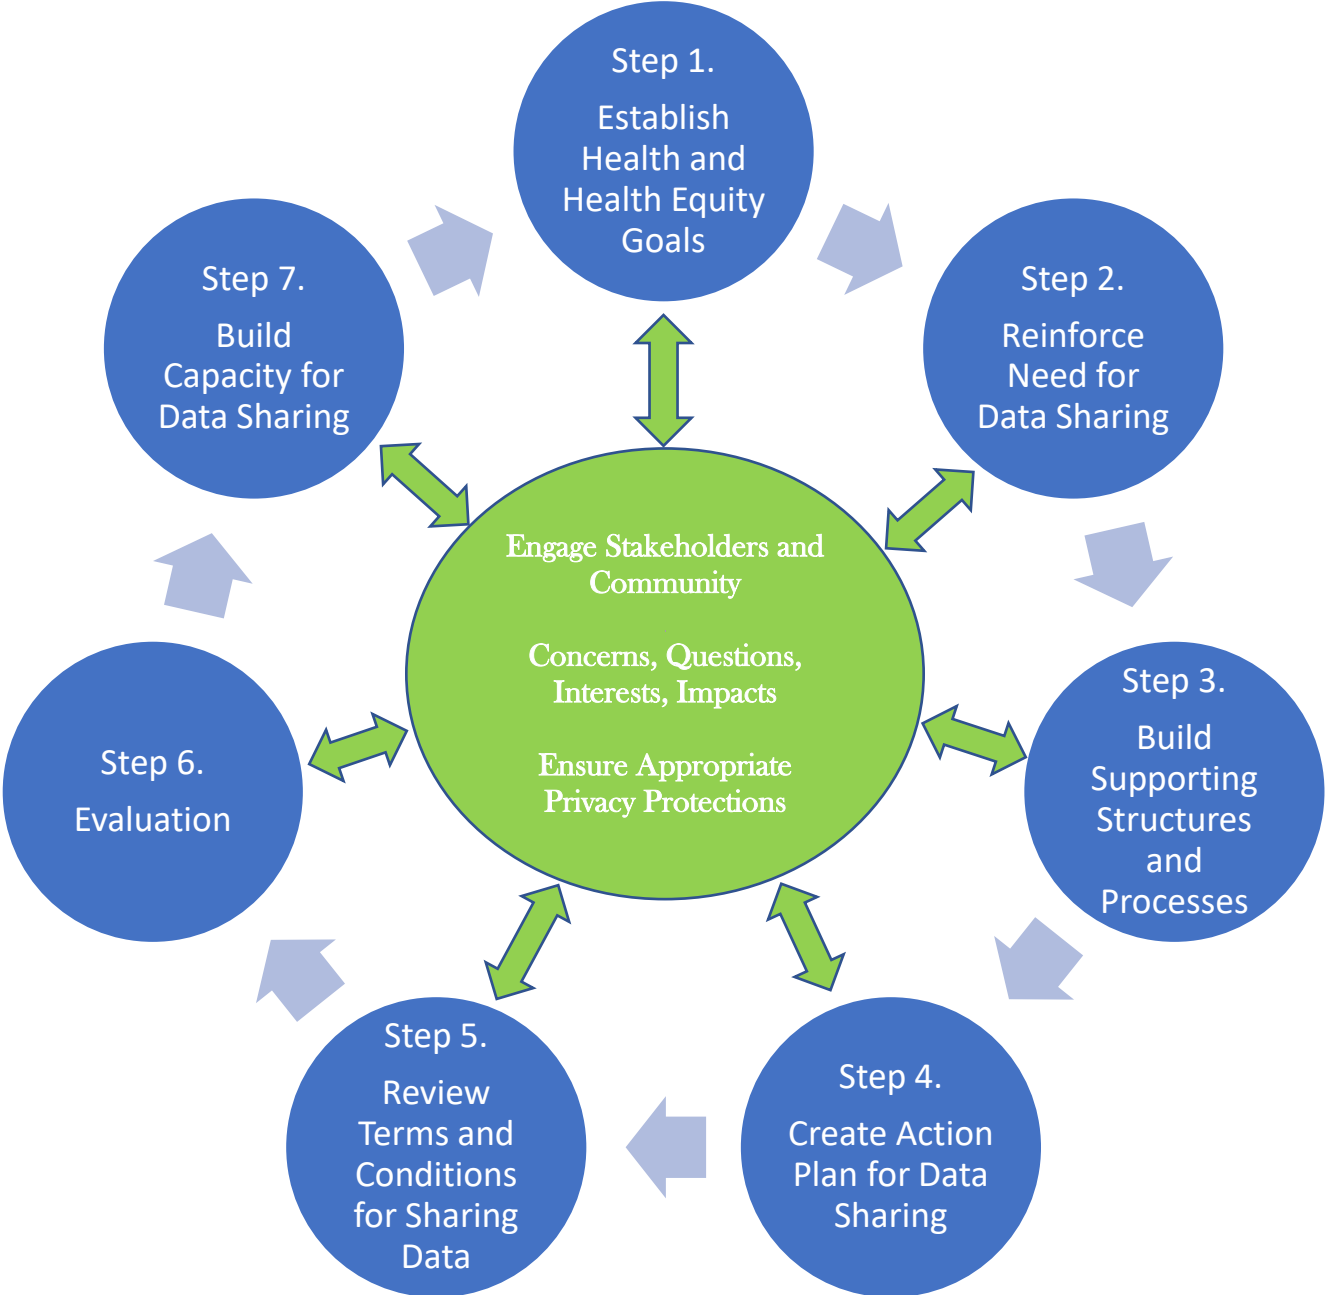 Step 1.
Establish
Health and
Health Equity
Goals
Step 2.
Reinforce
Need for
Data Sharing
Step 3.
Build
Supporting
Structures
and
Processes
Step 4.
Create Action
Plan for Data
Sharing
Step 5.
Review
Terms and
Conditions
for Sharing
Data
Step 6.
Evaluation
Step 7.
Build
Capacity for
Data Sharing
Engage Stakeholders and
Community
Concerns, Questions,
Interests, Impacts
Ensure Appropriate
Privacy Protections